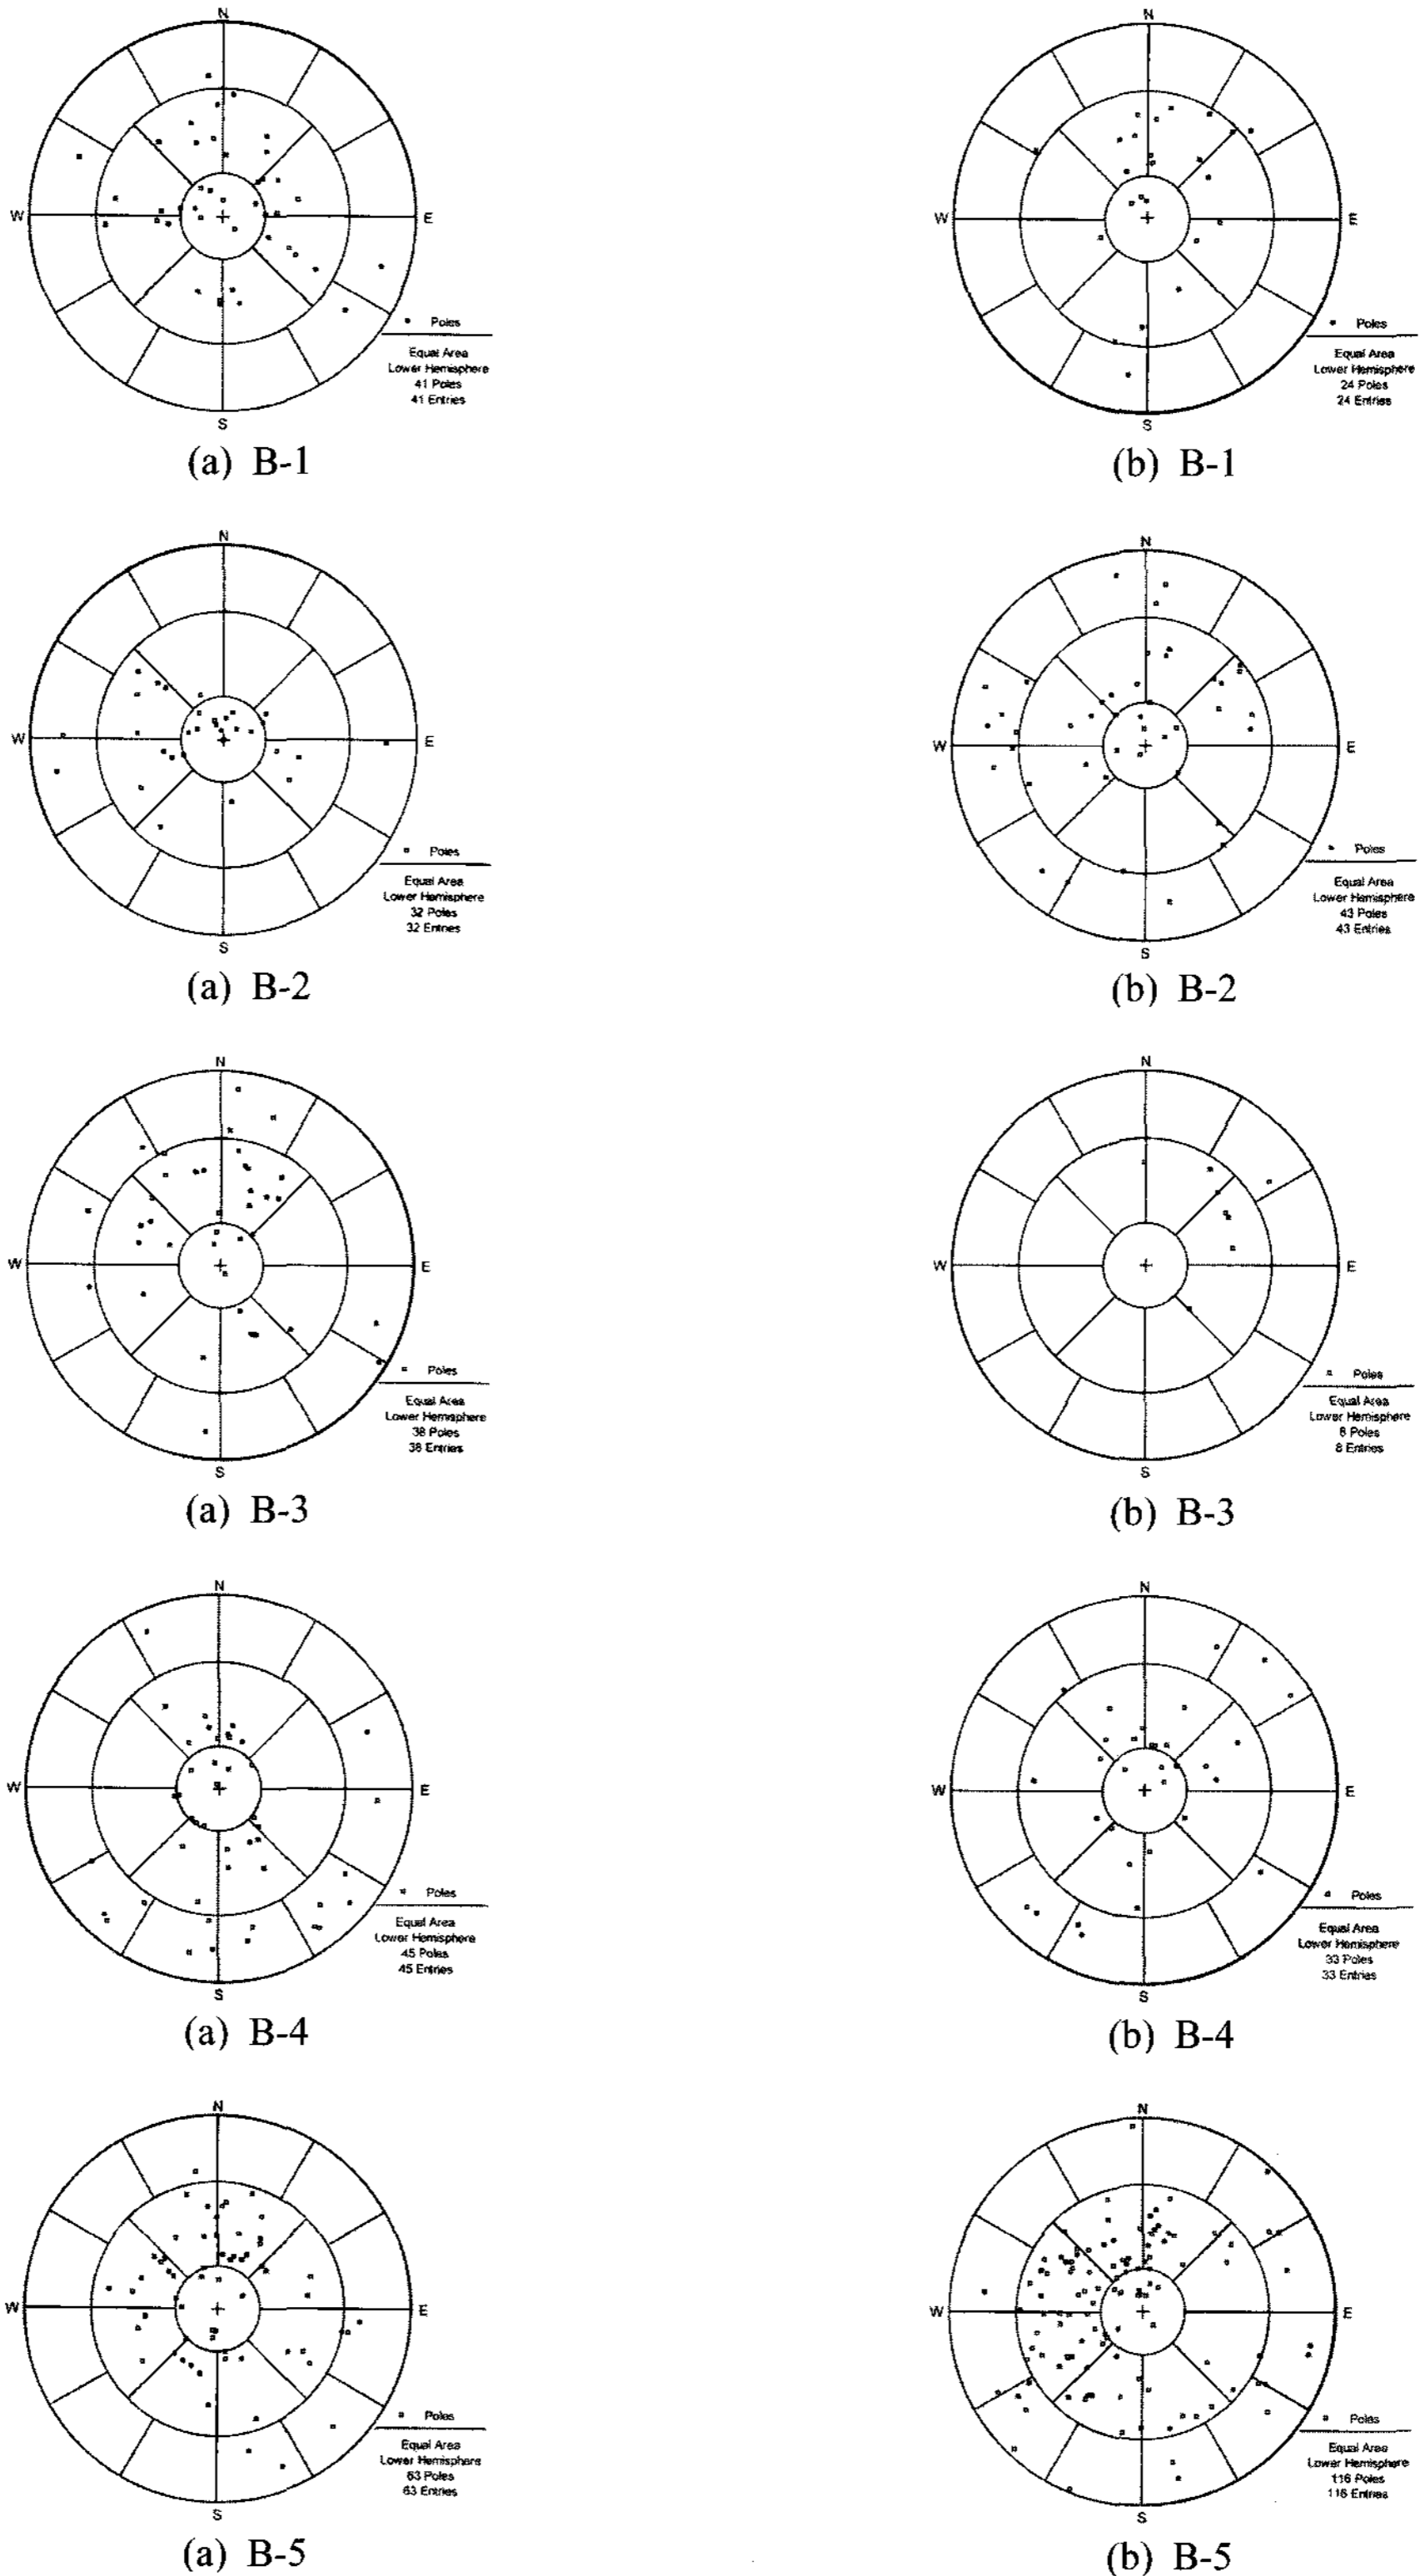 N
W
E
S
Poles
Equal Area
Lower Hemisphere
41 Poles
41 Entries
(a) B-1
N
W
E
S
Poles
Equal Area
Lower Hemisphere
24 Poles
24 Entries
(b) B-1
N
W
E
S
Poles
Equal Area
Lower Hemisphere
32 Poles
32 Entries
(a) B-2
N
W
E
S
Poles
Equal Area
Lower Hemisphere
43 Poles
43 Entries
(b) B-2
N
W
E
S
Poles
Equal Area
Lower Hemisphere
38 Poles
38 Entries
(a) B-3
N
W
E
S
Poles
Equal Area
Lower Hemisphere
8 Poles
8 Entries
(b) B-3
N
W
E
S
Poles
Equal Area
Lower Hemisphere
45 Poles
45 Entries
(a) B-4
N
W
E
S
Poles
Equal Area
Lower Hemisphere
33 Poles
33 Entries
(b) B-4
N
W
E
S
Poles
Equal Area
Lower Hemisphere
63 Poles
63 Entries
(a) B-5
N
W
E
S
Poles
Equal Area
Lower Hemisphere
116 Poles
116 Entries
(b) B-5